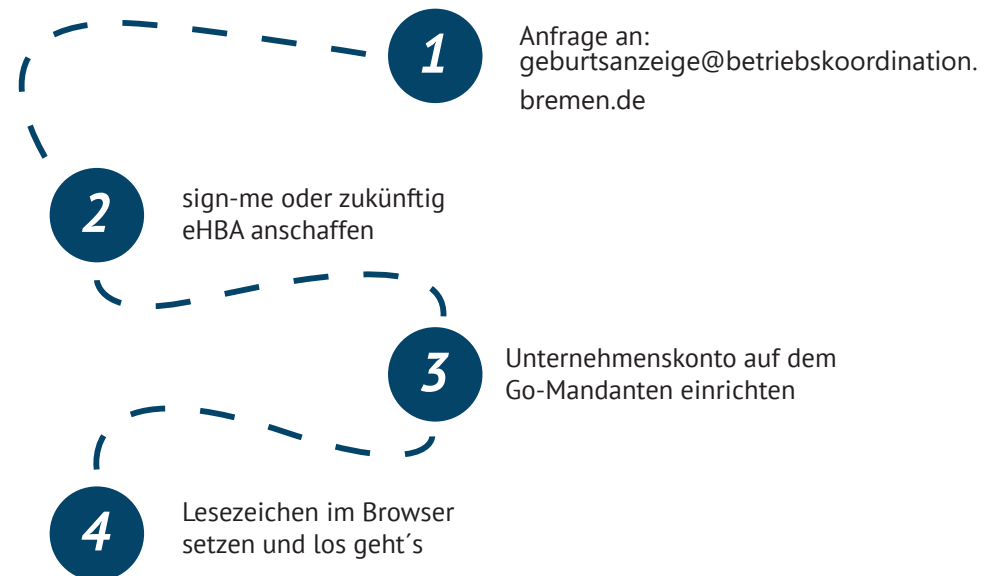 1
Anfrage an:
geburtsanzeige@betriebskoordination.
bremen.de
2
sign-me oder zukünftig
eHBA anschaffen
3
Unternehmenskonto auf dem
Go-Mandanten einrichten
4
Lesezeichen im Browser
setzen und los geht´s